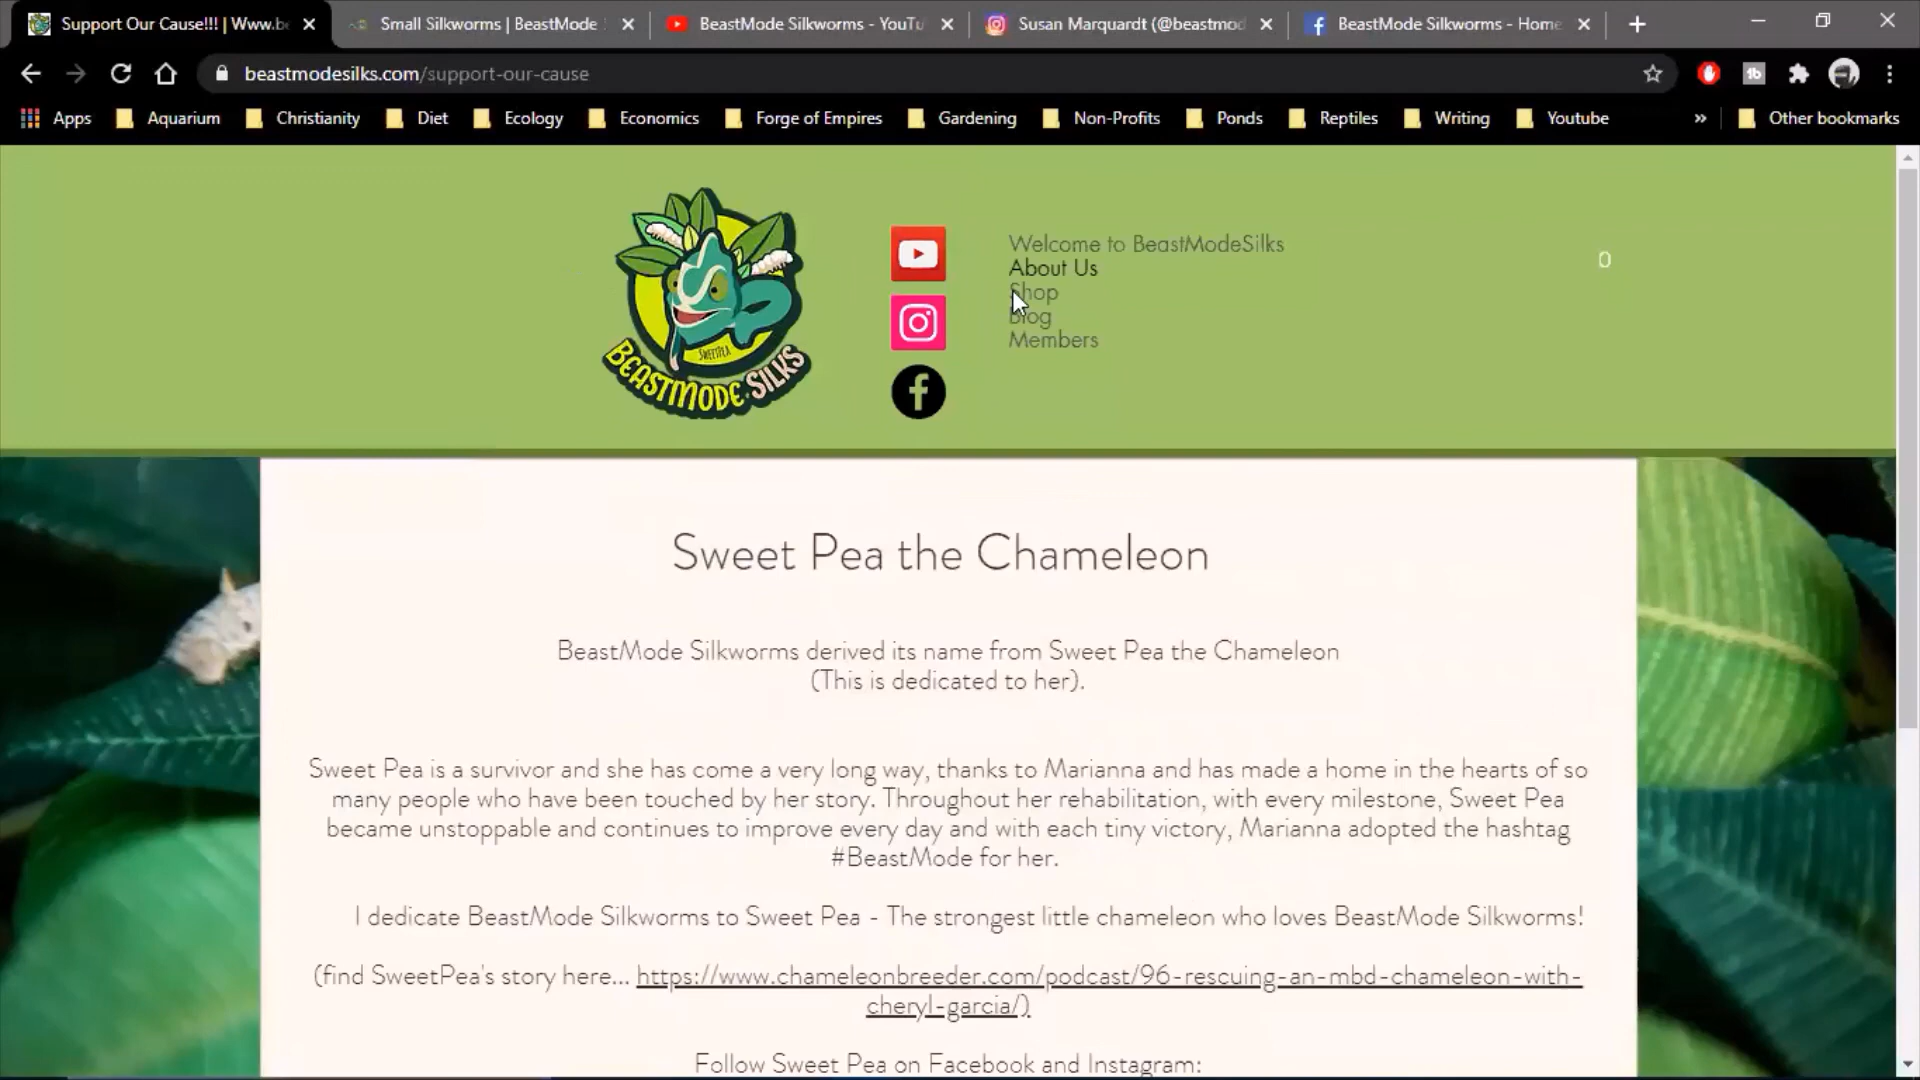 Support Our Cause!!! | Www.be
Small Silkworms | BeastMode S
BeastMode Silkworms - YouTu
Susan Marquardt (@beastmod
BeastMode Silkworms - Home
beastmodesilks.com/support-our-cause
Apps
Aquarium
Christianity
Diet
Ecology
Economics
Forge of Empires
Gardening
Non-Profits
Ponds
Reptiles
Writing
Youtube
»
Other bookmarks
SWEETPEA
BEASTMODE SILKS
Welcome to BeastModeSilks
About Us
Shop
Blog
Members
0
Sweet Pea the Chameleon
BeastMode Silkworms derived its name from Sweet Pea the Chameleon
(This is dedicated to her).
Sweet Pea is a survivor and she has come a very long way, thanks to Marianna and has made a home in the hearts of so
many people who have been touched by her story. Throughout her rehabilitation, with every milestone, Sweet Pea
became unstoppable and continues to improve every day and with each tiny victory, Marianna adopted the hashtag
#BeastMode for her.
I dedicate BeastMode Silkworms to Sweet Pea - The strongest little chameleon who loves BeastMode Silkworms!
(find SweetPea's story here... https://www.chameleonbreeder.com/podcast/96-rescuing-an-mbd-chameleon-with-
cheryl-garcia/)
Follow Sweet Pea on Facebook and Instagram: